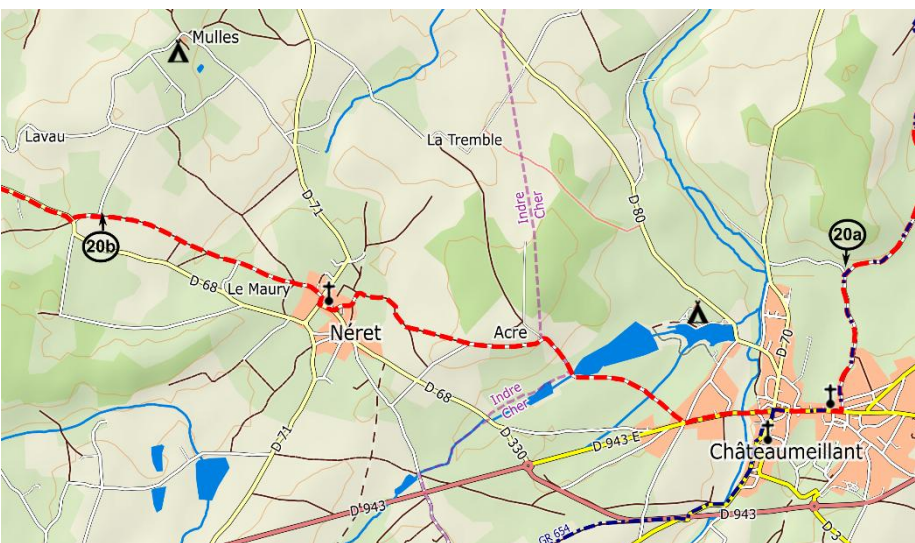 Mulles
Lavau
La Tremble
D-71
D-80
Indre
Cher
20a
20b
D 68
Le Maury
Néret
Acre
D-70
D-68
Indre
Cher
D-71
D-330
D 943 E
Châteaumeillant
D 943
D 943
GR 654
D 3